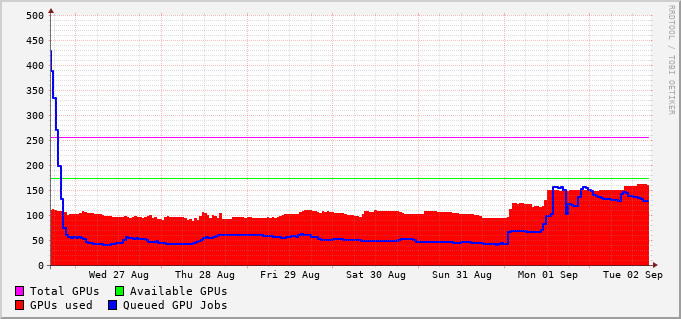 RRDTOOL / TOBI OETIKER
500
450
400
350
300
250
200
150
100
50
0
Wed 27 Aug Thu 28 Aug Fri 29 Aug Sat 30 Aug Sun 31 Aug Mon 01 Sep Tue 02 Sep
Total GPUs Available GPUs
GPUs used Queued GPU Jobs